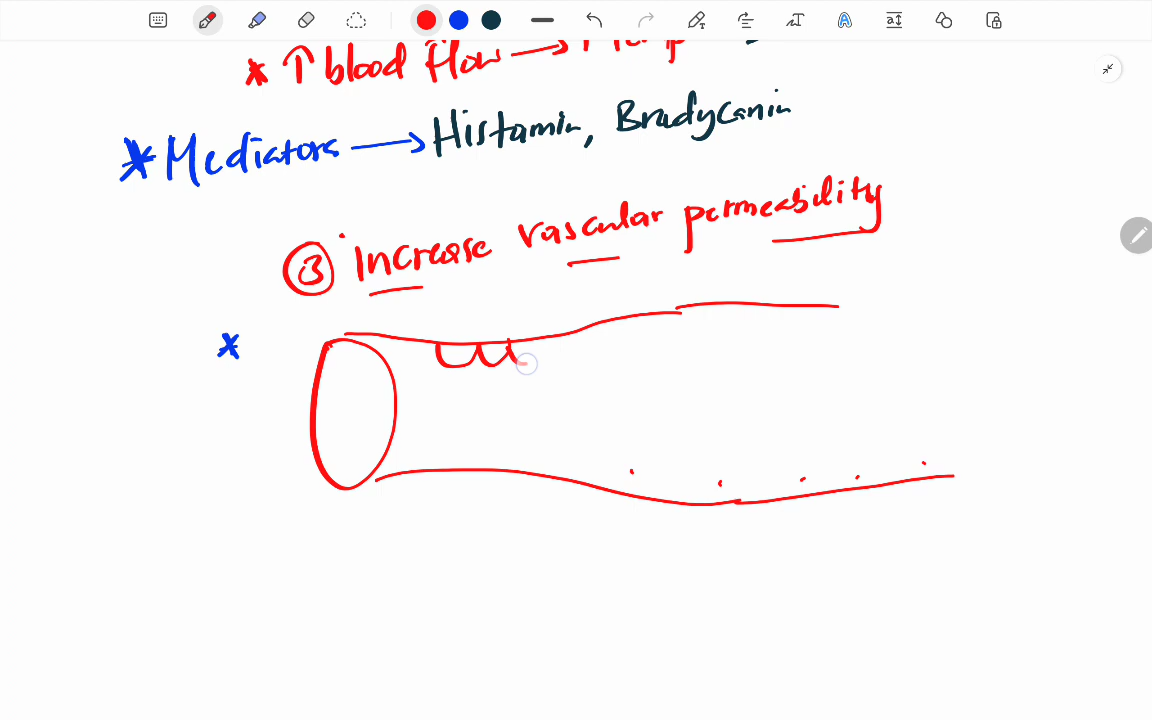 * ↑ blood flow →
* Mediators → Histamin, Bradycanin
③ Increase vascular permeability
*